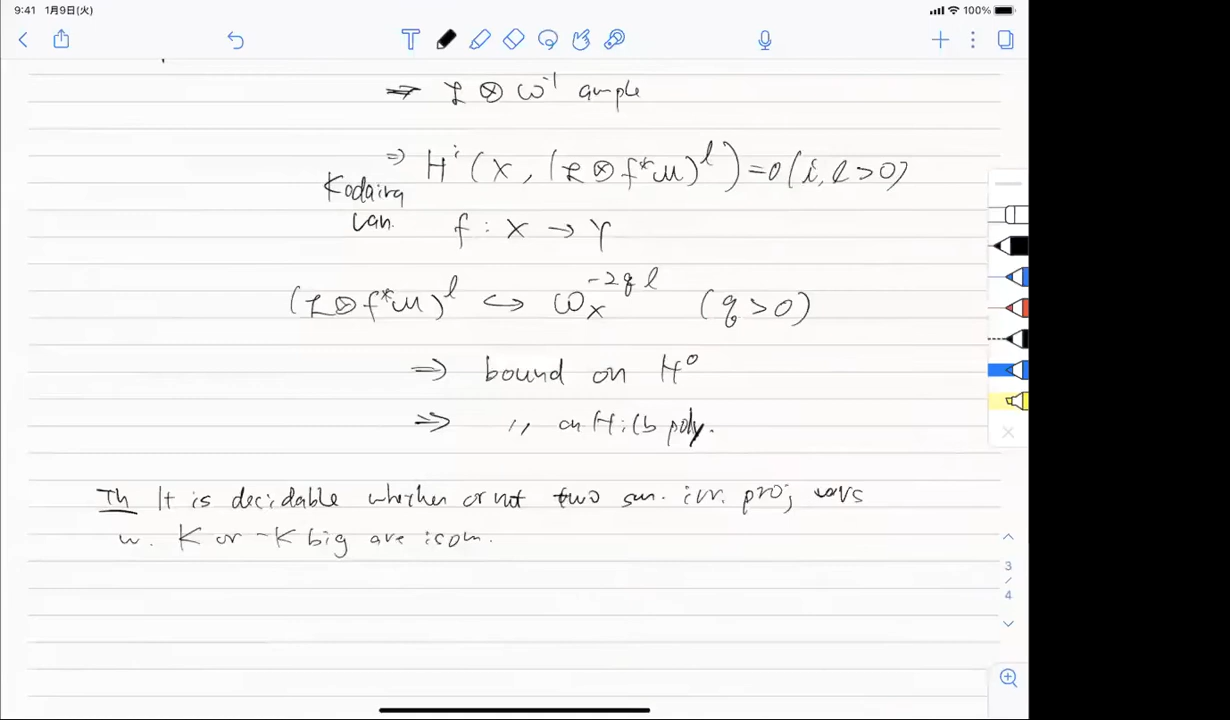 9:41 1月9日(火) 100%
⇒ L ⊗ ω⁻¹ ample
⇒ Hⁱ(X, (L⊗f*M)ˡ)=0 (i, l>0)
Kodaira
van.
f : X → Y
(L⊗f*M)ˡ ↪ ω_X^{-2ql} (q>0)
⇒ bound on H⁰
⇒ 〃 on Hilb poly.
Th It is decidable whether or not two sm. irr. proj vars
w. K or -K big are isom.
3
/
4